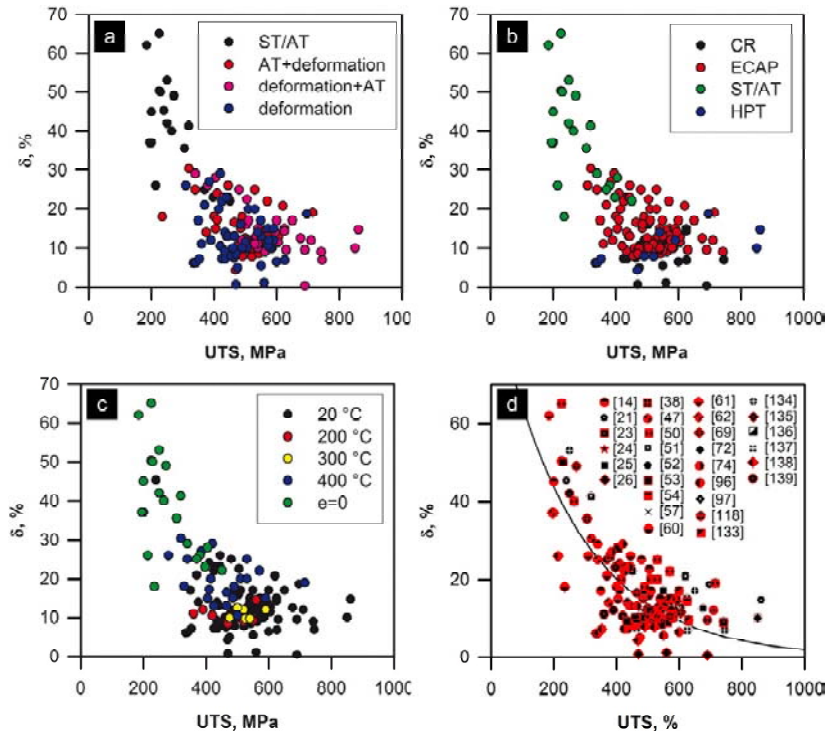 a
ST/AT
AT+deformation
deformation+AT
deformation
70
60
50
40
30
20
10
0
δ, %
0 200 400 600 800 100
UTS, MPa
b
CR
ECAP
ST/AT
HPT
70
60
50
40
30
20
10
0
δ, %
0 200 400 600 800 1000
UTS, MPa
c
20 °C
200 °C
300 °C
400 °C
e=0
70
60
50
40
30
20
10
0
δ, %
0 200 400 600 800 1000
UTS, MPa
d
[14] [38] [61] [134]
[21] [47] [62] [135]
[23] [50] [69] [136]
[24] [51] [72] [137]
[25] [52] [74] [138]
[26] [53] [96] [139]
[54] [97]
[57] [118]
[60] [133]
60
40
20
0
δ, %
0 200 400 600 800 1000
UTS, %